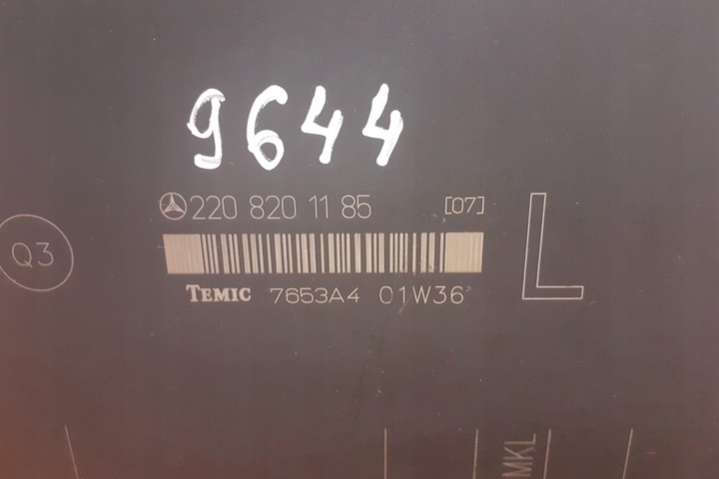 9644
220 820 11 85 [07]
Q3
L
TEMIC 7653A4 01W36
MKL